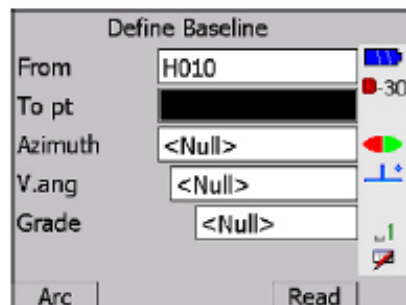 Define Baseline
From H010
To pt
Azimuth <Null>
V.ang <Null>
Grade <Null>
-30
1
Arc Read